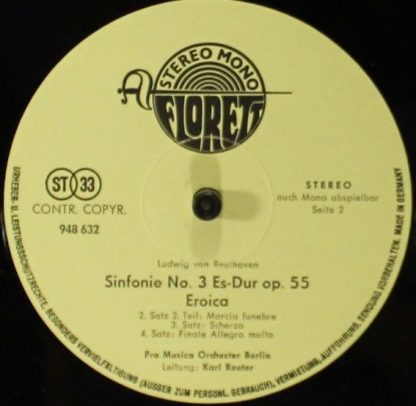 STEREO MONO
FLORETT
ST 33
CONTR. COPYR.
948 632
STEREO
auch Mono abspielbar
Seite 2
Ludwig van Beethoven
Sinfonie No. 3 Es-Dur op. 55
Eroica
2. Satz 2. Teil: Marcia funebre
3. Satz: Scherzo
4. Satz: Finale Allegro molto
Pro Musica Orchester Berlin
Leitung: Karl Reuter
URHEBER- U. LEISTUNGSSCHUTZRECHTE, BESONDERS VERVIELFÄLTIGUNG (AUSSER ZUM PERSÖNL. GEBRAUCH), VERMIETUNG, AUFFÜHRUNG, SENDUNG VORBEHALTEN. MADE IN GERMANY